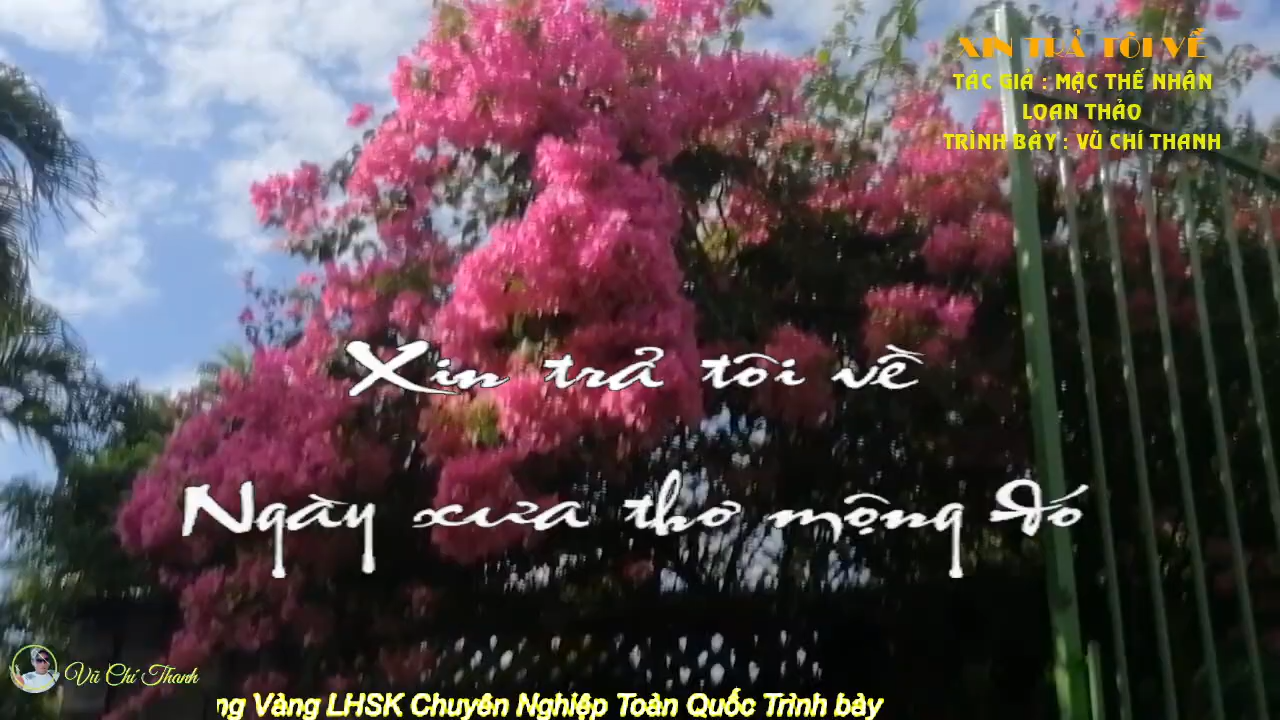 XIN TRẢ TÔI VỀ
TÁC GIẢ : MẠC THẾ NHÂN
LOAN THẢO
TRÌNH BÀY : VŨ CHÍ THANH
Xin trả tôi về
Ngày xưa thơ mộng đó
Vũ Chí Thanh
ng Vàng LHSK Chuyên Nghiệp Toàn Quốc Trình bày